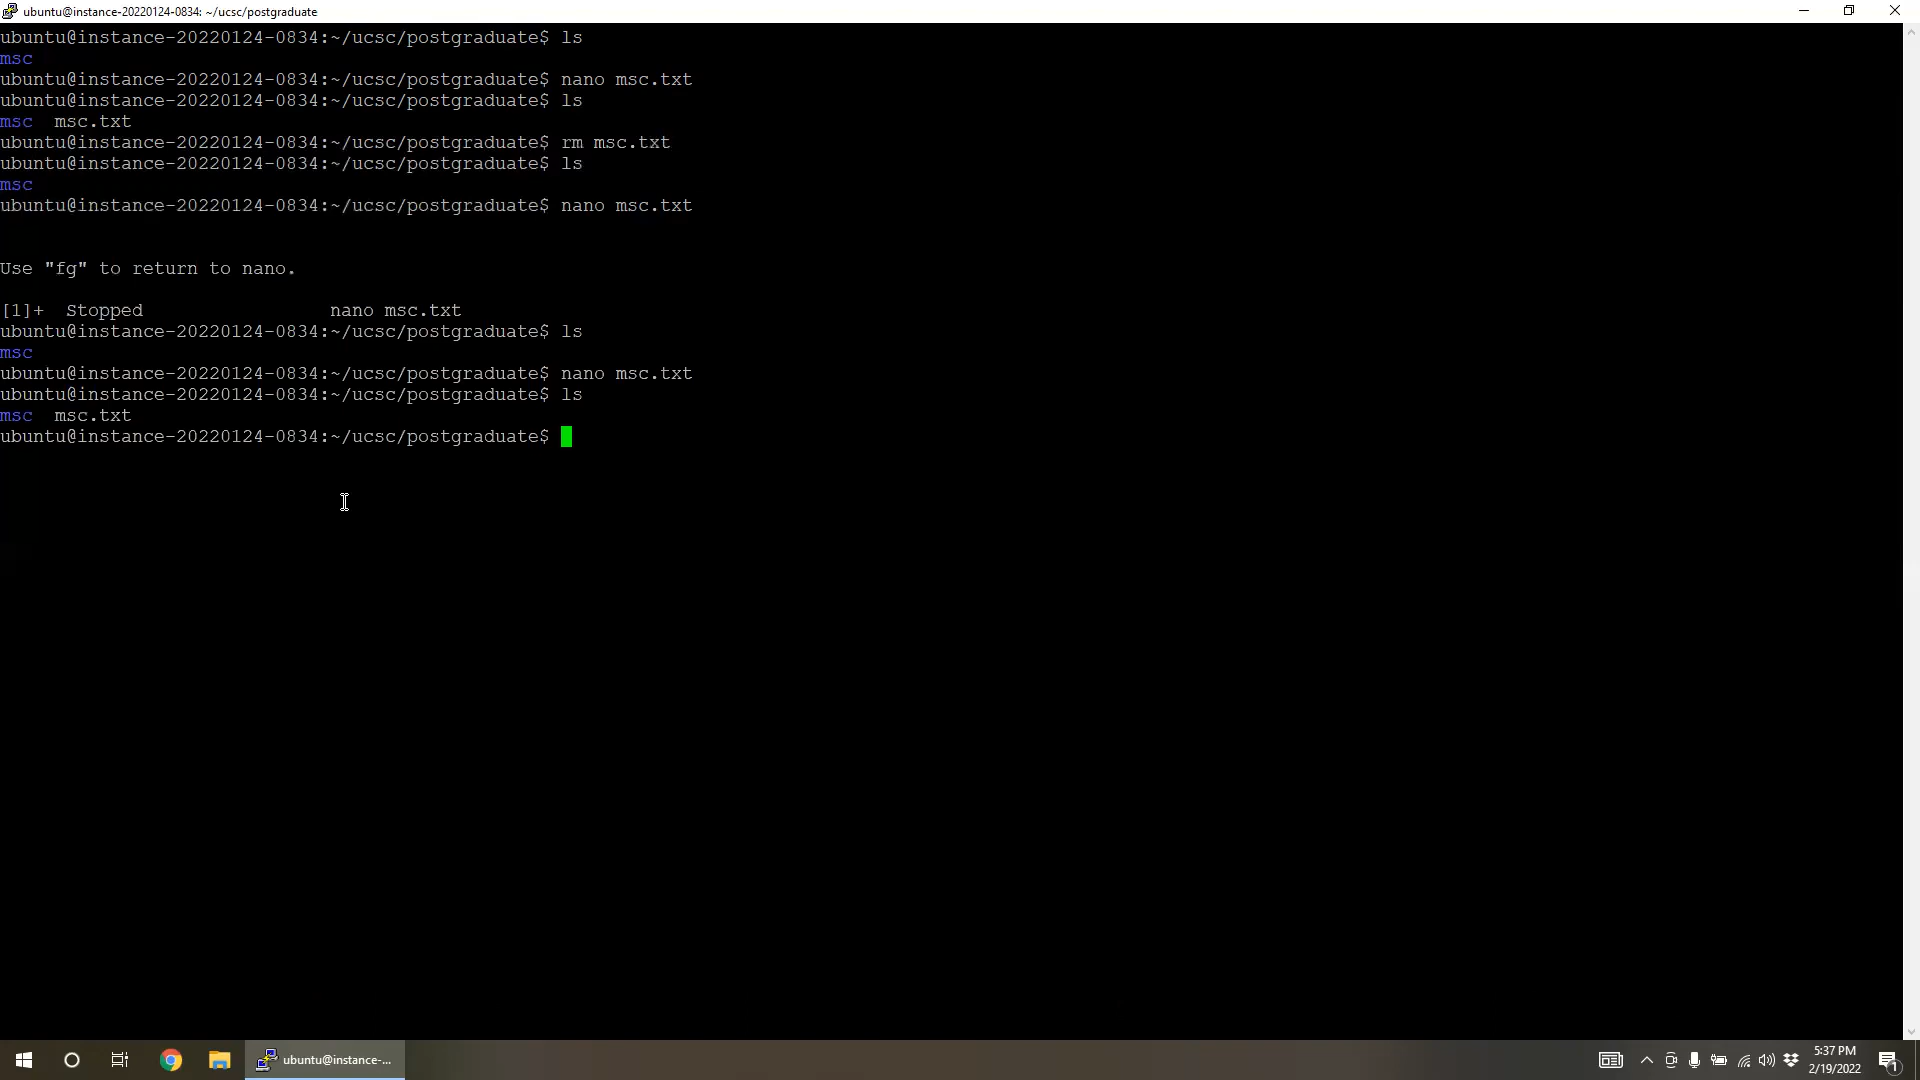 ubuntu@instance-20220124-0834: ~/ucsc/postgraduate
ubuntu@instance-20220124-0834:~/ucsc/postgraduate$ ls
msc
ubuntu@instance-20220124-0834:~/ucsc/postgraduate$ nano msc.txt
ubuntu@instance-20220124-0834:~/ucsc/postgraduate$ ls
msc  msc.txt
ubuntu@instance-20220124-0834:~/ucsc/postgraduate$ rm msc.txt
ubuntu@instance-20220124-0834:~/ucsc/postgraduate$ ls
msc
ubuntu@instance-20220124-0834:~/ucsc/postgraduate$ nano msc.txt
Use "fg" to return to nano.
[1]+  Stopped                 nano msc.txt
ubuntu@instance-20220124-0834:~/ucsc/postgraduate$ ls
msc
ubuntu@instance-20220124-0834:~/ucsc/postgraduate$ nano msc.txt
ubuntu@instance-20220124-0834:~/ucsc/postgraduate$ ls
msc  msc.txt
ubuntu@instance-20220124-0834:~/ucsc/postgraduate$
ubuntu@instance-...
5:37 PM
2/19/2022
1